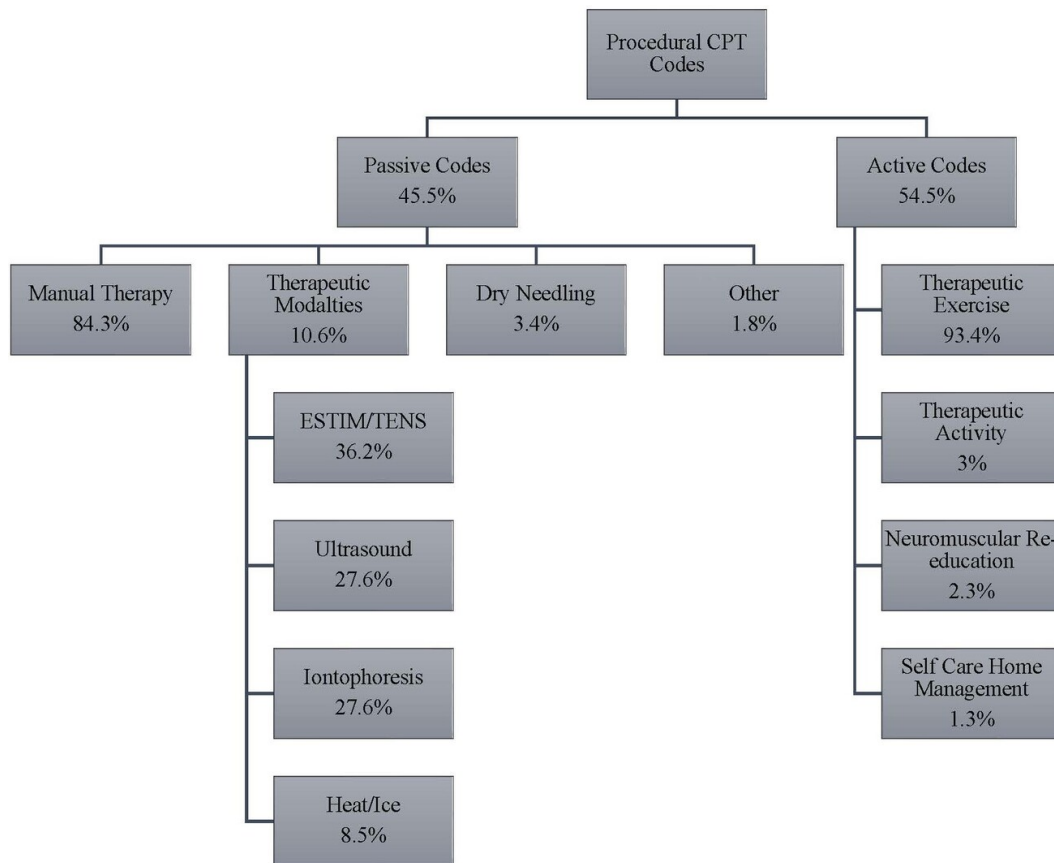 Procedural CPT
Codes
Passive Codes
45.5%
Active Codes
54.5%
Manual Therapy
84.3%
Therapeutic
Modalties
10.6%
Dry Needling
3.4%
Other
1.8%
ESTIM/TENS
36.2%
Ultrasound
27.6%
Iontophoresis
27.6%
Heat/Ice
8.5%
Therapeutic
Exercise
93.4%
Therapeutic
Activity
3%
Neuromuscular Re-
education
2.3%
Self Care Home
Management
1.3%